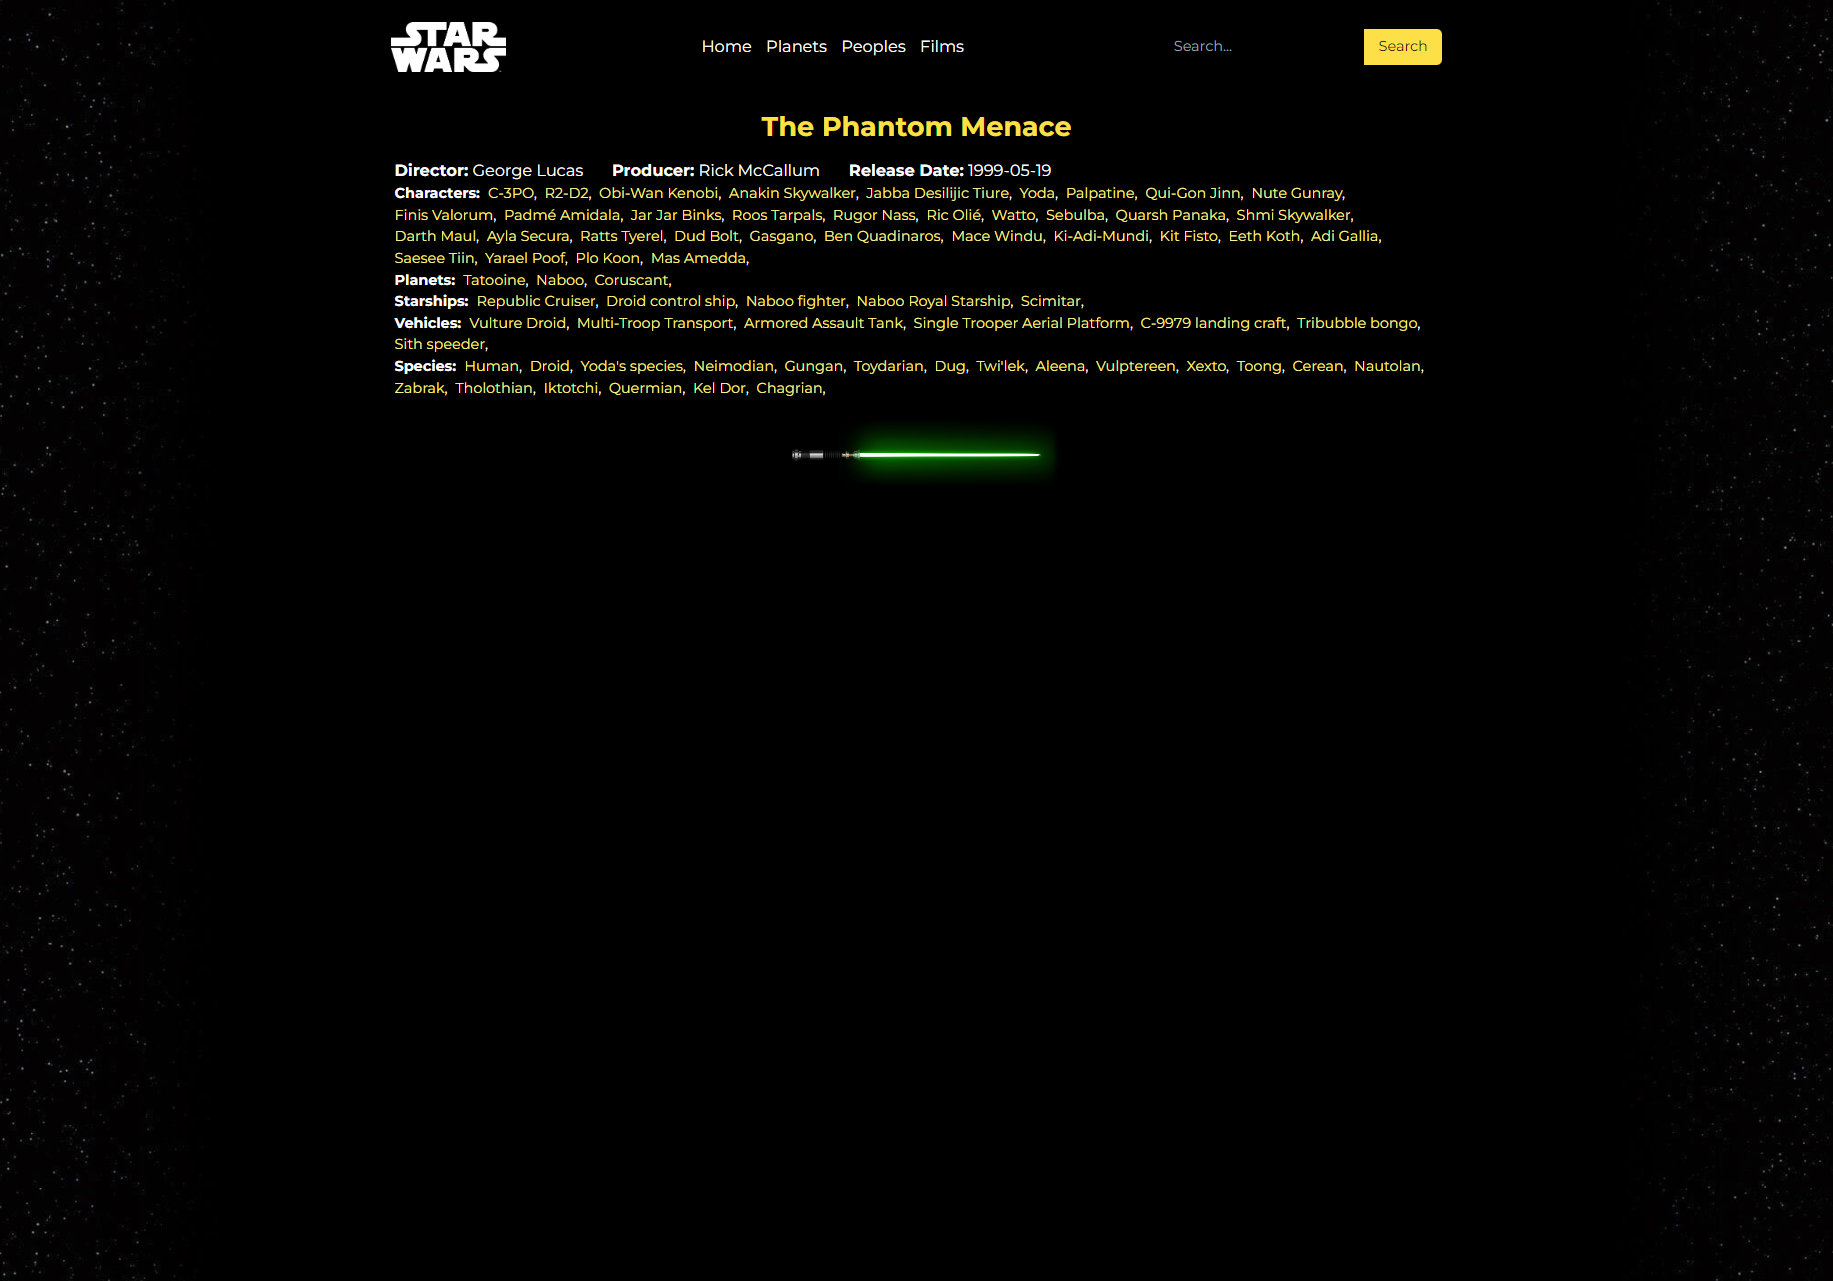 STAR
WARS
Home Planets Peoples Films
Search...
Search
The Phantom Menace
Director: George Lucas Producer: Rick McCallum Release Date: 1999-05-19
Characters: C-3PO, R2-D2, Obi-Wan Kenobi, Anakin Skywalker, Jabba Desilijic Tiure, Yoda, Palpatine, Qui-Gon Jinn, Nute Gunray,
Finis Valorum, Padmé Amidala, Jar Jar Binks, Roos Tarpals, Rugor Nass, Ric Olié, Watto, Sebulba, Quarsh Panaka, Shmi Skywalker,
Darth Maul, Ayla Secura, Ratts Tyerel, Dud Bolt, Gasgano, Ben Quadinaros, Mace Windu, Ki-Adi-Mundi, Kit Fisto, Eeth Koth, Adi Gallia,
Saesee Tiin, Yarael Poof, Plo Koon, Mas Amedda,
Planets: Tatooine, Naboo, Coruscant,
Starships: Republic Cruiser, Droid control ship, Naboo fighter, Naboo Royal Starship, Scimitar,
Vehicles: Vulture Droid, Multi-Troop Transport, Armored Assault Tank, Single Trooper Aerial Platform, C-9979 landing craft, Tribubble bongo,
Sith speeder,
Species: Human, Droid, Yoda's species, Neimodian, Gungan, Toydarian, Dug, Twi'lek, Aleena, Vulptereen, Xexto, Toong, Cerean, Nautolan,
Zabrak, Tholothian, Iktotchi, Quermian, Kel Dor, Chagrian,